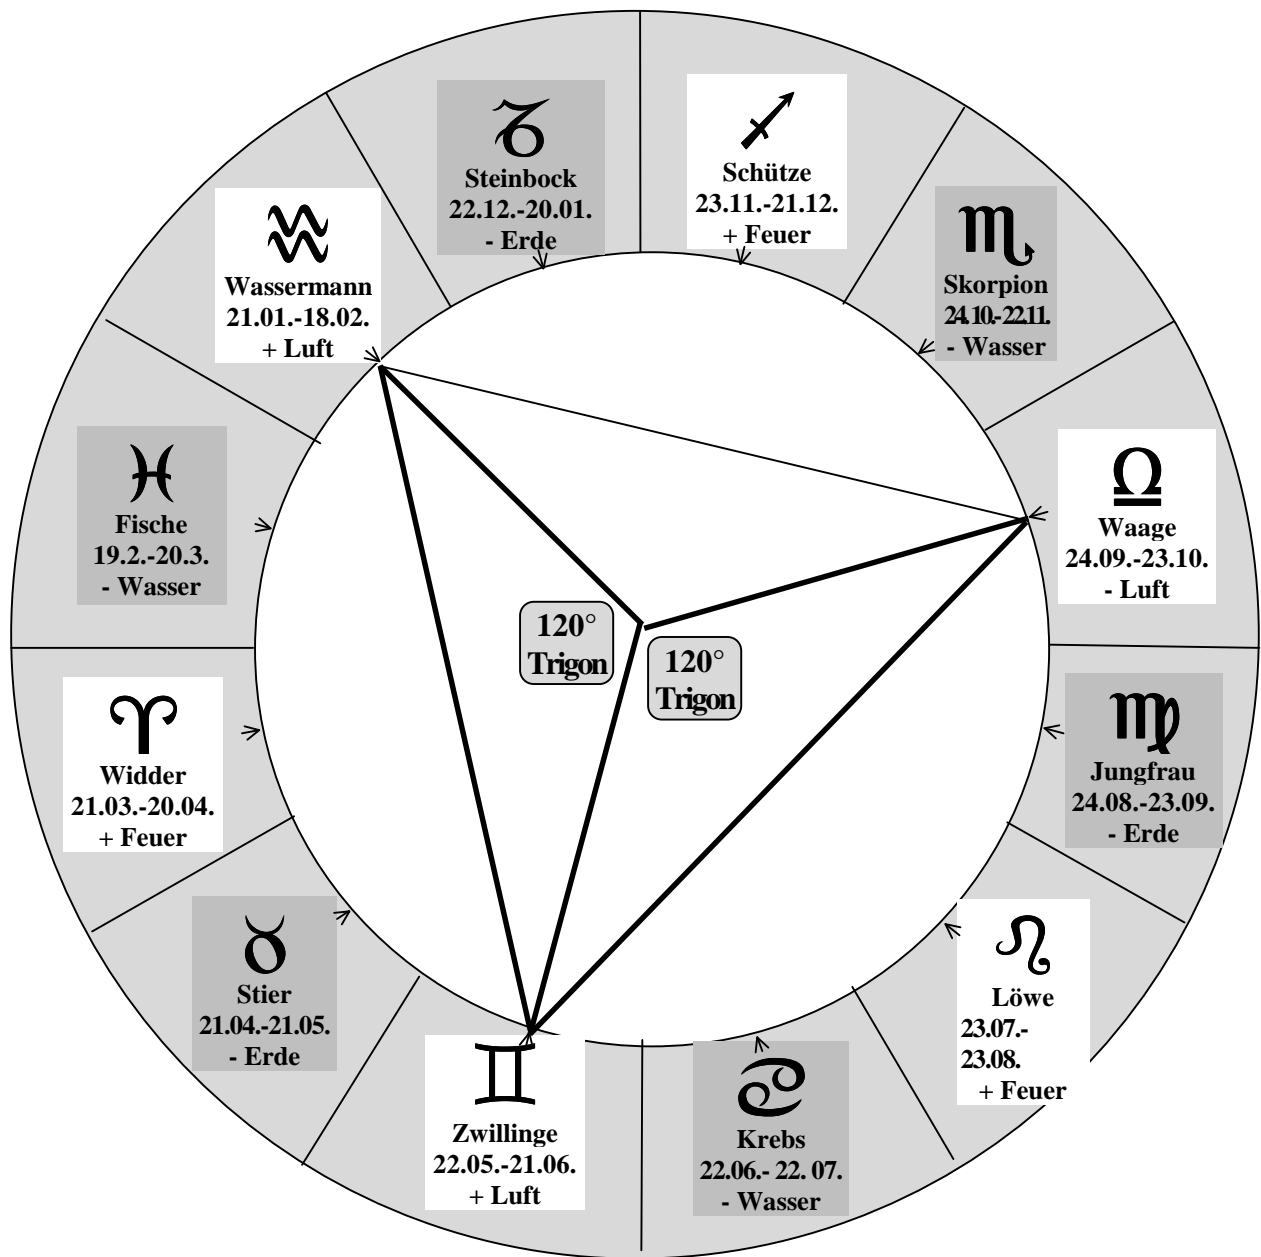 Steinbock
22.12.-20.01.
- Erde
Schütze
23.11.-21.12.
+ Feuer
Wassermann
21.01.-18.02.
+ Luft
Skorpion
24.10.-22.11.
- Wasser
Fische
19.2.-20.3.
- Wasser
Waage
24.09.-23.10.
- Luft
120°
Trigon
120°
Trigon
Widder
21.03.-20.04.
+ Feuer
Jungfrau
24.08.-23.09.
- Erde
Stier
21.04.-21.05.
- Erde
Löwe
23.07.-
23.08.
+ Feuer
Zwillinge
22.05.-21.06.
+ Luft
Krebs
22.06.- 22. 07.
- Wasser